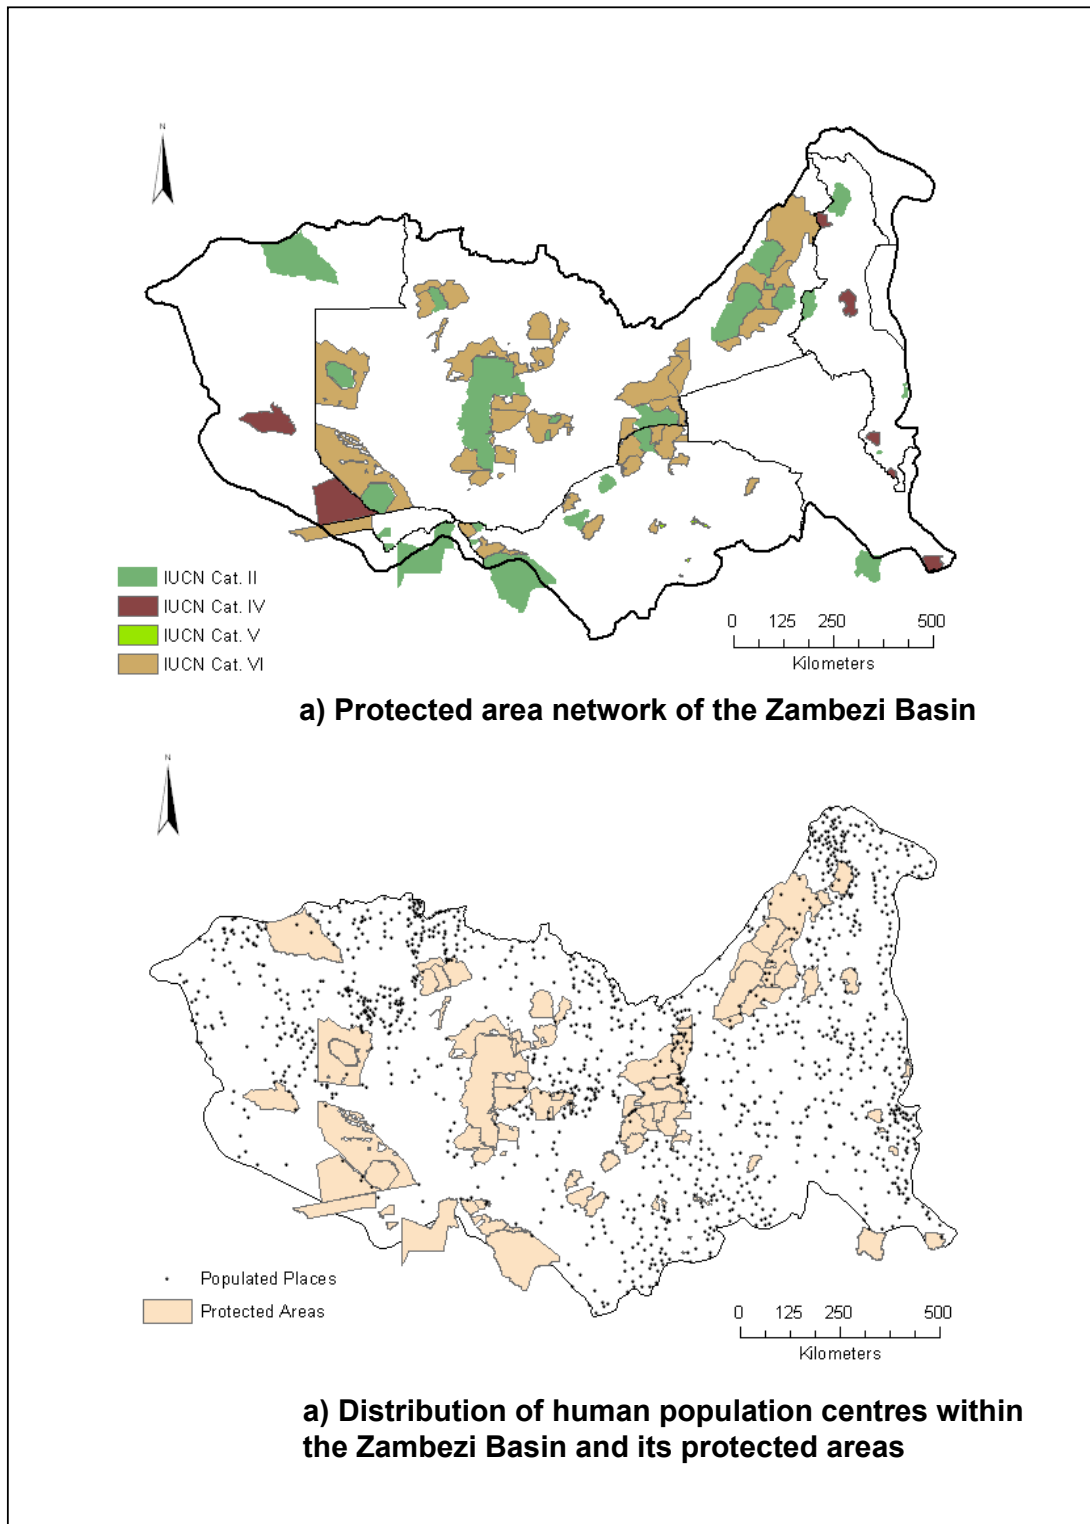 N
IUCN Cat. II
IUCN Cat. IV
IUCN Cat. V
IUCN Cat. VI
0 125 250 500
Kilometers
a) Protected area network of the Zambezi Basin
N
Populated Places
Protected Areas
0 125 250 500
Kilometers
a) Distribution of human population centres within
the Zambezi Basin and its protected areas